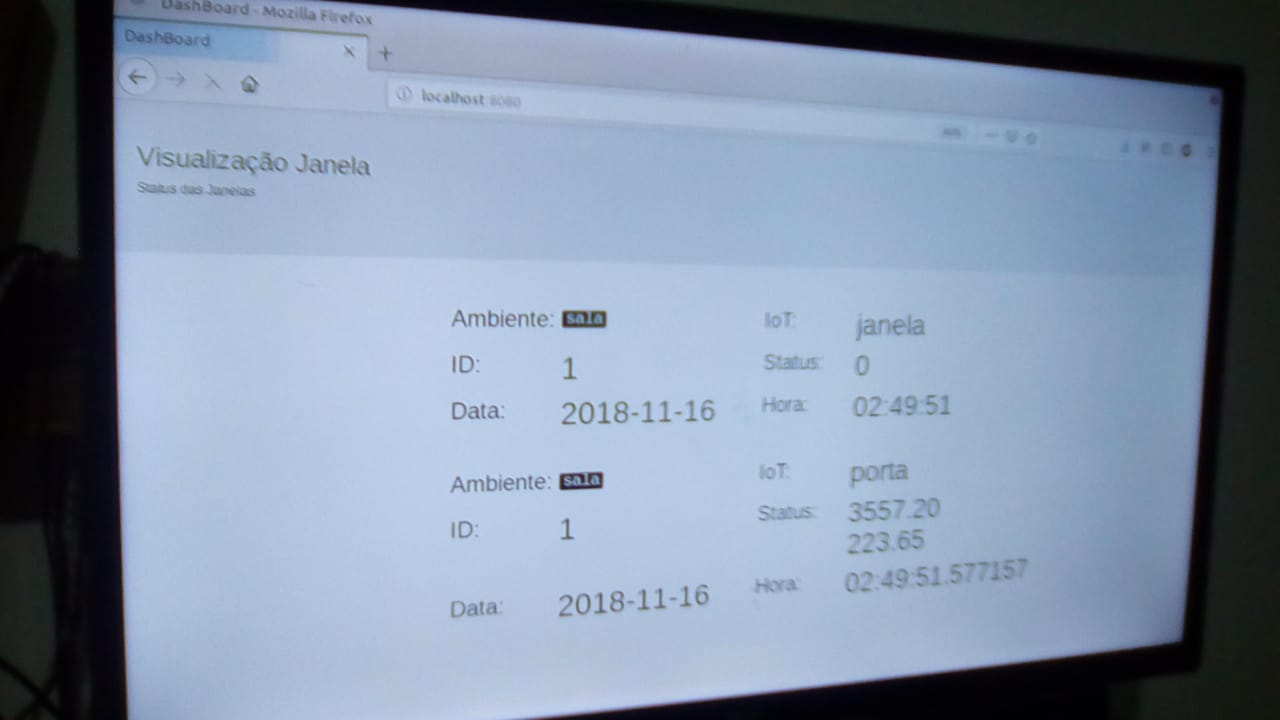 DashBoard - Mozilla Firefox
DashBoard
localhost:8080
Visualização Janela
Status das Janelas
Ambiente: sala IoT: janela
ID: 1 Status: 0
Data: 2018-11-16 Hora: 02:49:51
Ambiente: sala IoT: porta
ID: 1 Status: 3557.20
223.65
Data: 2018-11-16 Hora: 02:49:51.577157